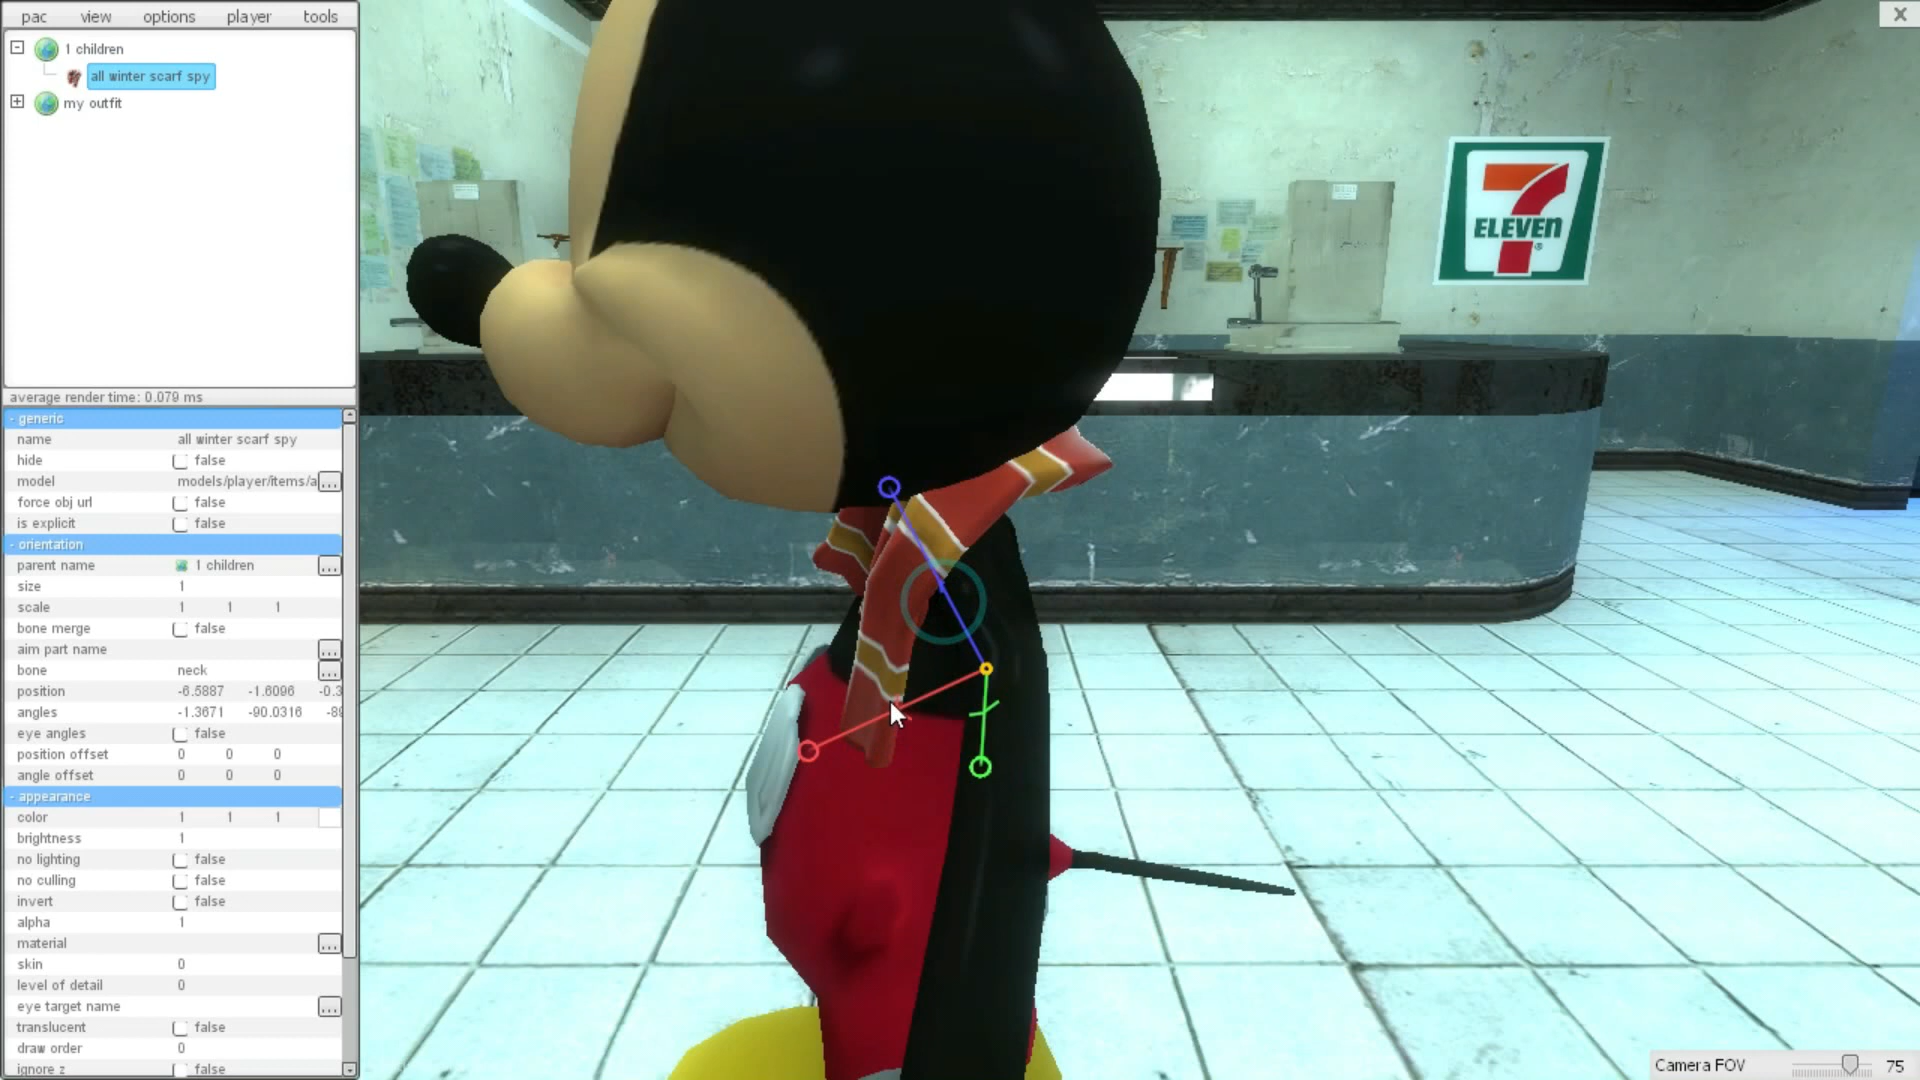 pac view options player tools
1 children
all winter scarf spy
my outfit
average render time: 0.079 ms
- generic
name all winter scarf spy
hide false
model models/player/items/a ...
force obj url false
is explicit false
- orientation
parent name 1 children ...
size 1
scale 1 1 1
bone merge false
aim part name ...
bone neck ...
position -6.5887 -1.6096 -0.3
angles -1.3671 -90.0316 -89
eye angles false
position offset 0 0 0
angle offset 0 0 0
- appearance
color 1 1 1
brightness 1
no lighting false
no culling false
invert false
alpha 1
material ...
skin 0
level of detail 0
eye target name ...
translucent false
draw order 0
ignore z false
7
ELEVEN
®
Camera FOV 75